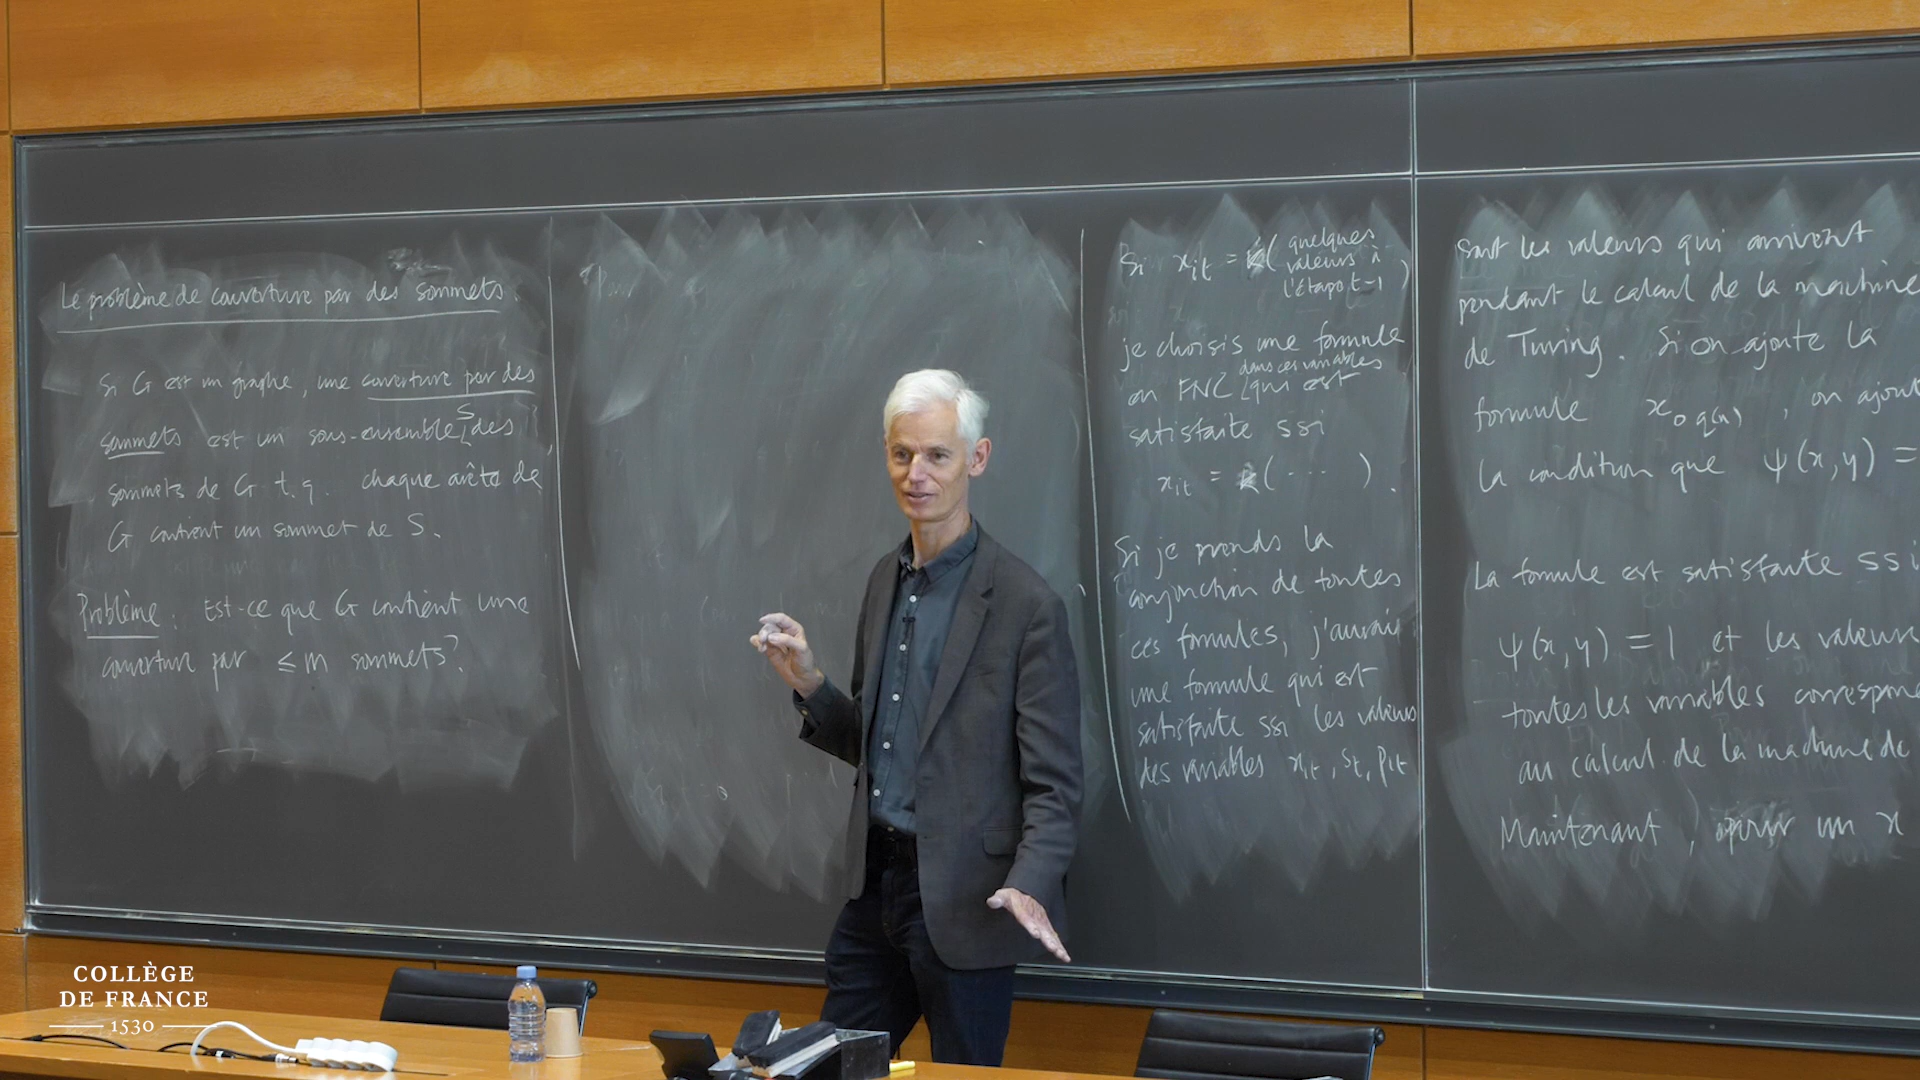 Le problème de couverture par des sommets.
Si G est un graphe, une couverture par des
sommets est un sous-ensemble S des
sommets de G t.q. chaque arête de
G contient un sommet de S.
Problème : Est-ce que G contient une
couverture par ≤ m sommets?
Si x_it = ( quelques
valeurs à
l'étape t-1 )
je choisis une formule
dans ces variables
en FNC qui est
satisfaite ssi
x_it = ( ... ).
Si je prends la
conjonction de toutes
ces formules, j'aurai
une formule qui est
satisfaite ssi les valeurs
des variables x_it, s_t, p_it
sont les valeurs qui arrivent
pendant le calcul de la machine
de Turing. Si on ajoute la
formule x_0q(n), on ajout
la condition que ψ(x,y) =
La formule est satisfaite ssi
ψ(x,y) = 1 et les valeurs
toutes les variables correspon
au calcul de la machine de
Maintenant, pour un x
COLLÈGE
DE FRANCE
1530